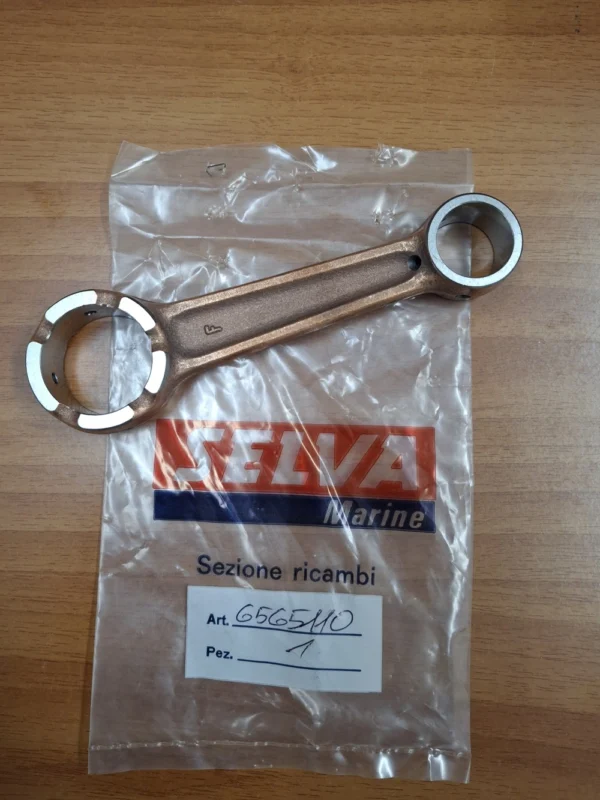 F
SELVA
Marine
Sezione ricambi
Art. 6565110
Pez. 1